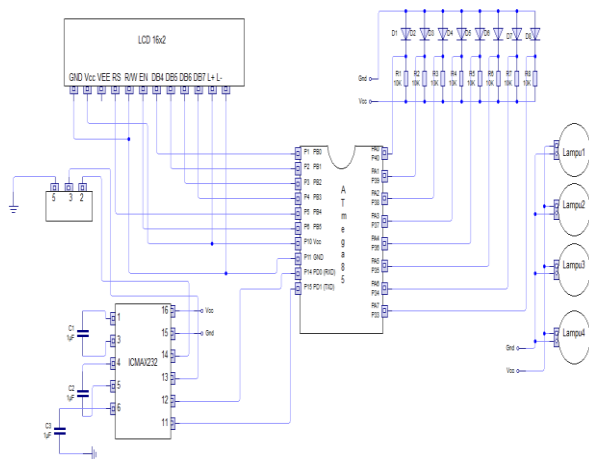 LCD 16x2
GND Vcc VEE RS R/W EN DB4 DB5 DB6 DB7 L+ L-
D1 D2 D3 D4 D5 D6 D7 D8
Gnd
R1 R2 R3 R4 R5 R6 R7 R8
10K 10K 10K 10K 10K 10K 10K 10K
Vcc
5 3 2
ATmega85
P1 PB0
P2 PB1
P3 PB2
P4 PB3
P5 PB4
P6 PB5
P10 Vcc
P11 GND
P14 PD0 (RXD)
P15 PD1 (TXD)
PA0
P40
PA1
P39
PA2
P38
PA3
P37
PA4
P36
PA5
P35
PA6
P34
PA7
P33
Lampu1
Lampu2
Lampu3
Lampu4
Gnd
Vcc
ICMAX232
1
3
4
5
6
16 Vcc
15 Gnd
14
13
12
11
C1
1µF
C2
1µF
C3
1µF